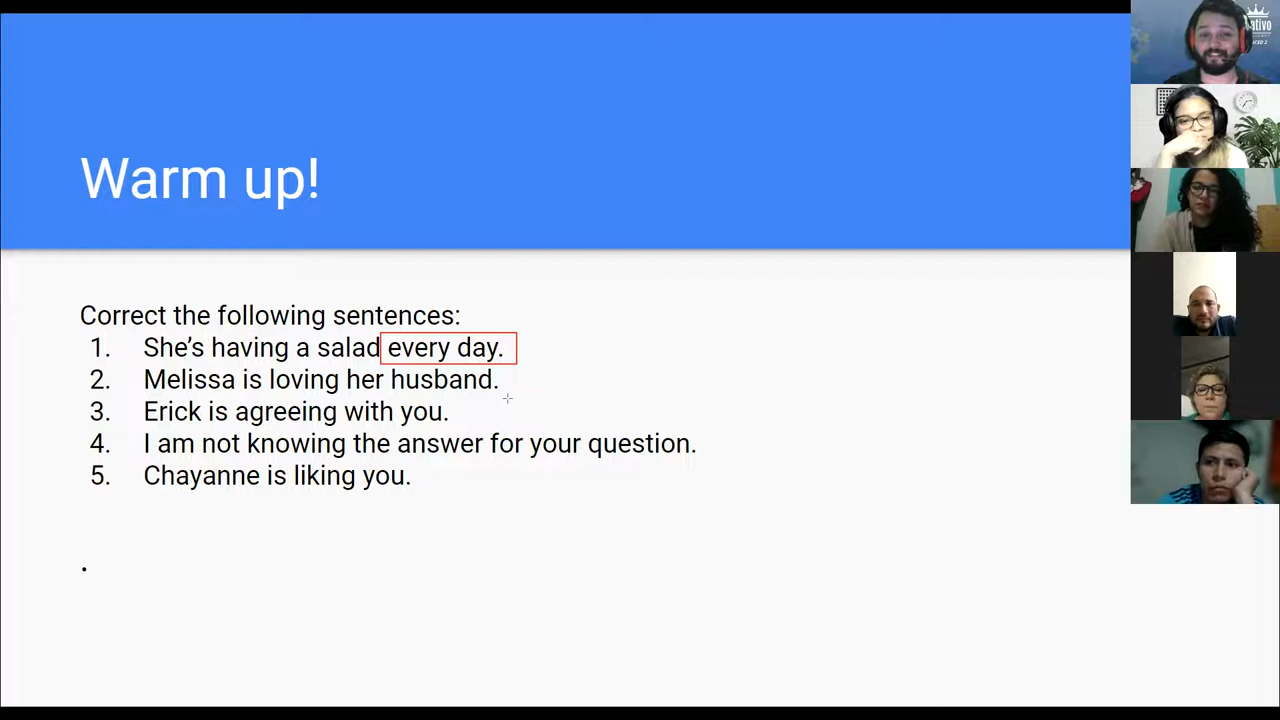 Warm up!
Correct the following sentences:
1. She's having a salad every day.
2. Melissa is loving her husband.
3. Erick is agreeing with you.
4. I am not knowing the answer for your question.
5. Chayanne is liking you.
.